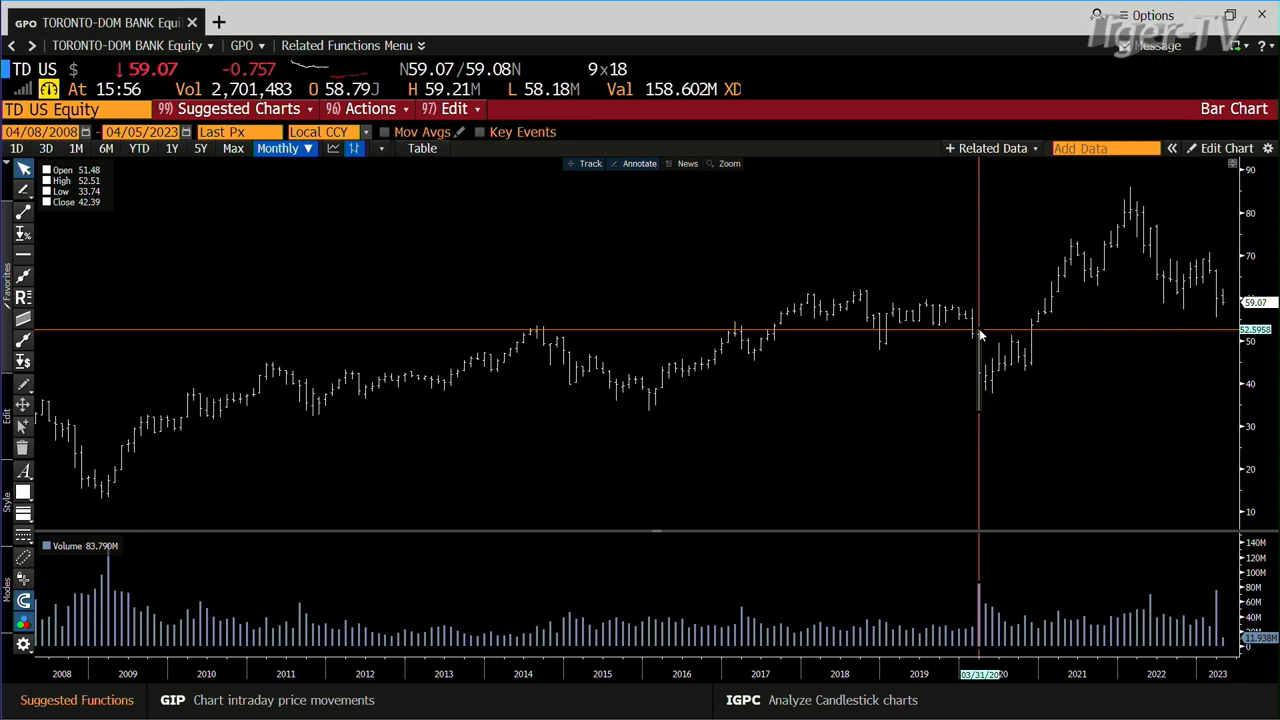 GPO TORONTO-DOM BANK Equi
Options
Tiger-TV
TORONTO-DOM BANK Equity GPO Related Functions Menu
Message
TD US $ 59.07 -0.757 N59.07/59.08N 9x18
At 15:56 Vol 2,701,483 O 58.79J H 59.21M L 58.18M Val 158.602M XD
TD US Equity 99) Suggested Charts 96) Actions 97) Edit Bar Chart
04/08/2008 - 04/05/2023 Last Px Local CCY Mov Avgs Key Events
1D 3D 1M 6M YTD 1Y 5Y Max Monthly Table + Related Data Add Data Edit Chart
Track Annotate News Zoom
Open 51.48
High 52.51
Low 33.74
Close 42.39
90
80
70
59.07
52.5958
50
40
30
20
10
Favorites
Edit
Style
Modes
Volume 83.790M
140M
120M
100M
80M
60M
40M
20M
11.938M
0
2008 2009 2010 2011 2012 2013 2014 2015 2016 2017 2018 2019 03/31/20 20 2021 2022 2023
Suggested Functions GIP Chart intraday price movements IGPC Analyze Candlestick charts